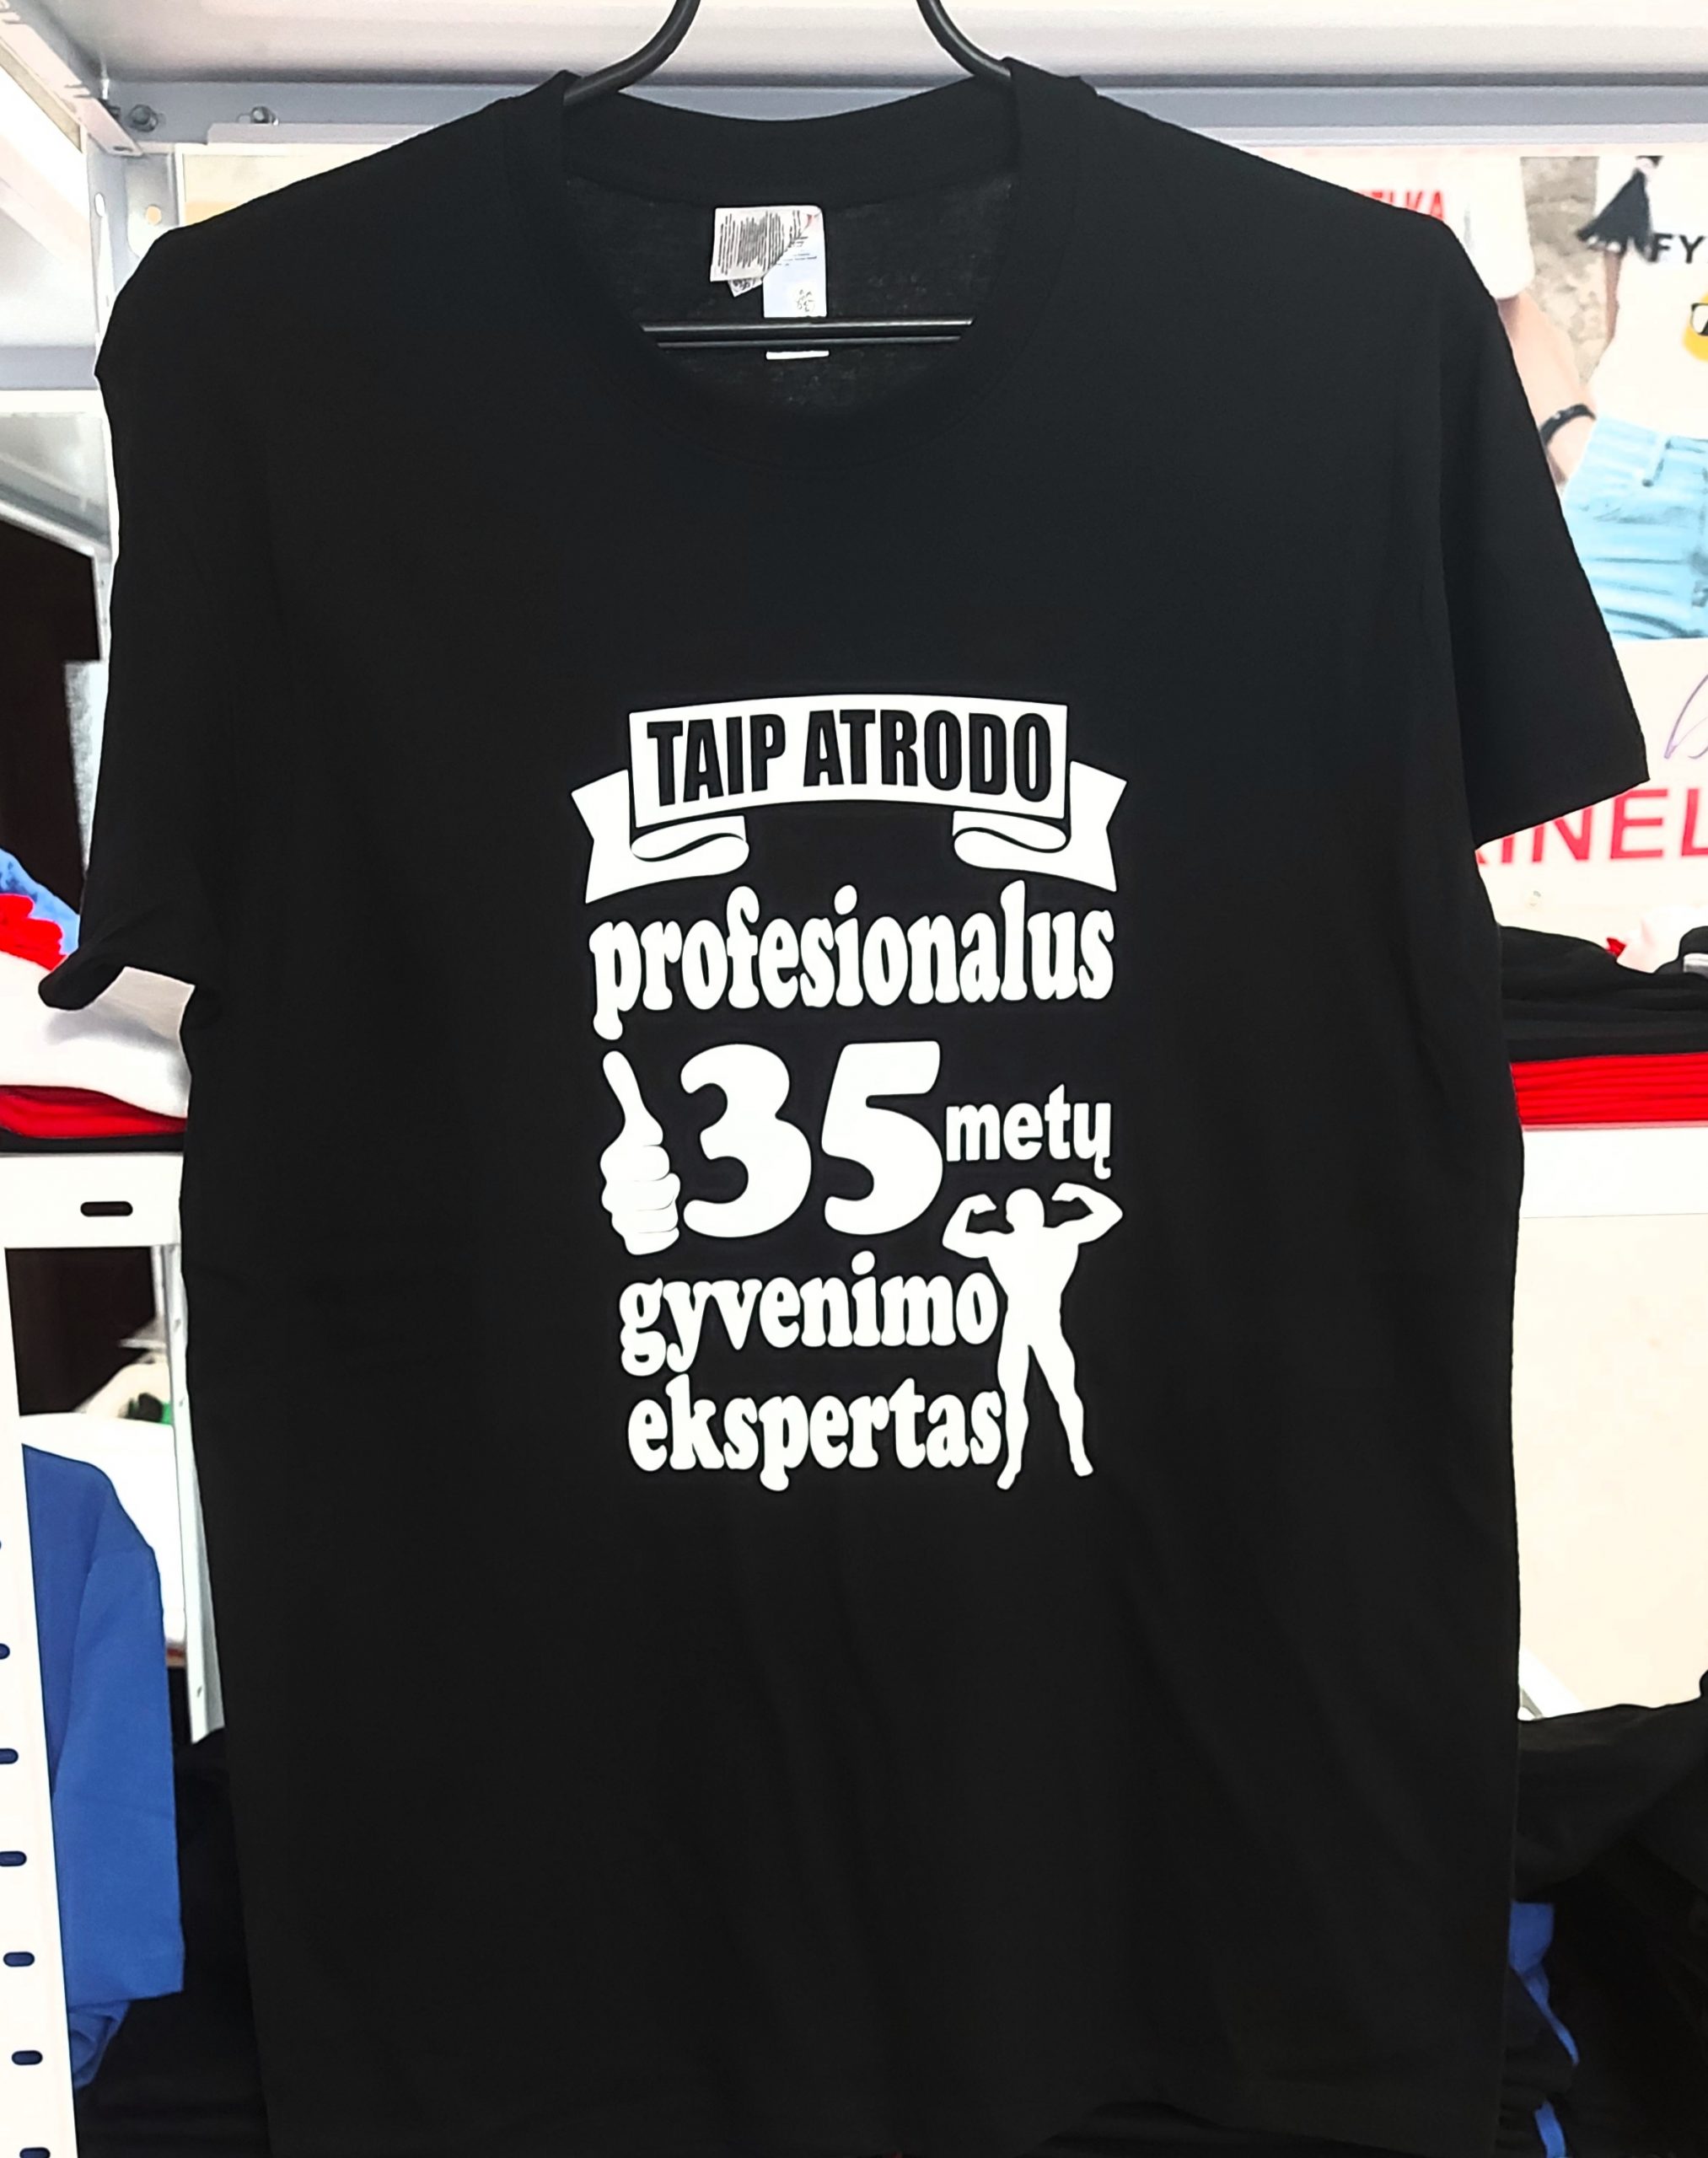 TAIP ATRODO
profesionalus
35 metų
gyvenimo
ekspertas